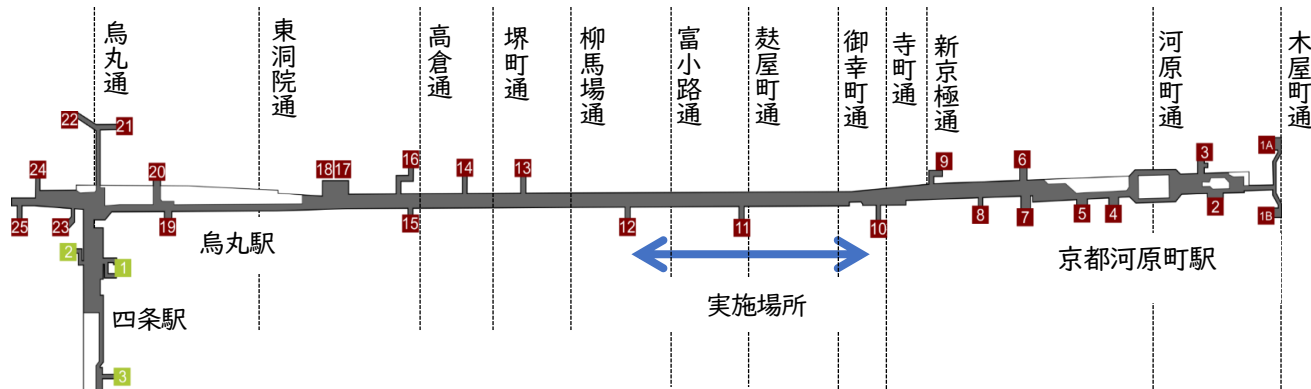 烏丸通
東洞院通
高倉通
堺町通
柳馬場通
富小路通
麩屋町通
御幸町通
寺町通
新京極通
河原町通
木屋町通
22
21
24
20
18
17
16
14
13
9
6
3
1A
25
23
19
15
12
11
10
8
7
5
4
2
1B
2
1
3
烏丸駅
四条駅
京都河原町駅
実施場所